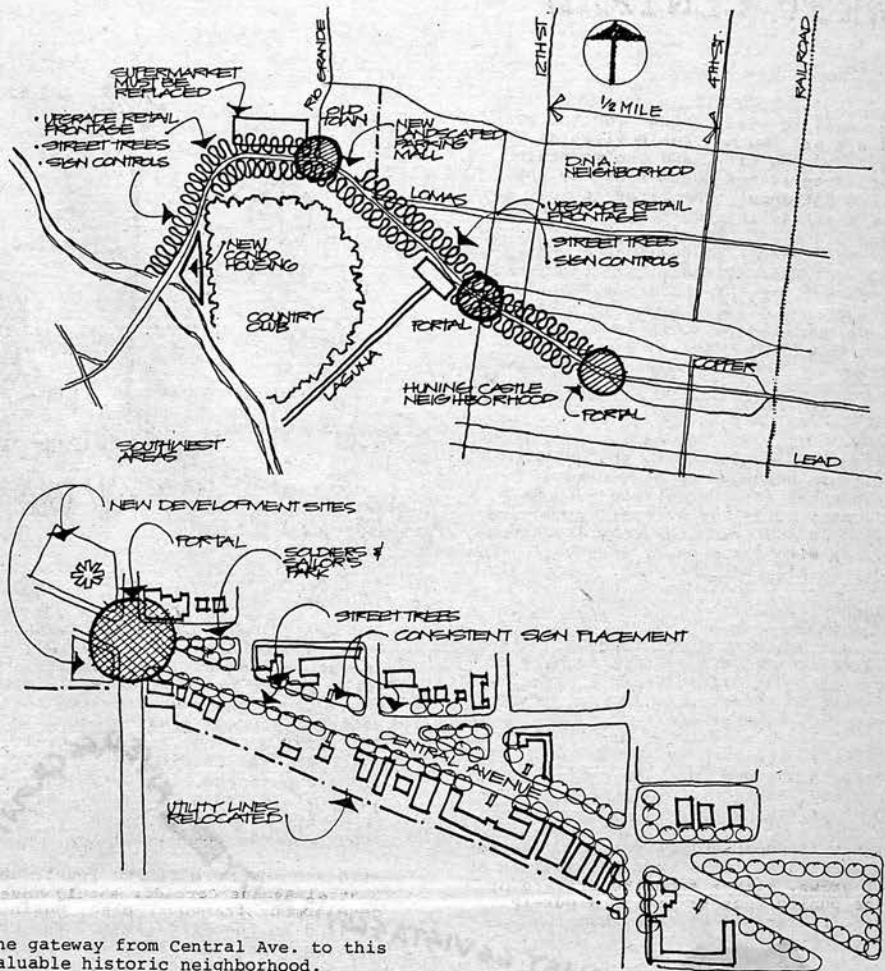 SUPERMARKET
MUST BE
REPLACED
• UPGRADE RETAIL
FRONTAGE
• STREET TREES
• SIGN CONTROLS
RIO GRANDE
OLD
TOWN
NEW
LANDSCAPED
PARKING
MALL
12TH ST.
4TH ST.
RAILROAD
1/2 MILE
D.N.A.
NEIGHBORHOOD
LOMAS
• UPGRADE RETAIL
FRONTAGE
STREET TREES
• SIGN CONTROLS
NEW
CONDO
HOUSING
COUNTRY
CLUB
LAGUNA
PORTAL
HUNING CASTLE
NEIGHBORHOOD
COPPER
PORTAL
LEAD
SOUTHWEST
AREAS
NEW DEVELOPMENT SITES
PORTAL
SOLDIERS &
SAILOR'S
PARK
STREET TREES
CONSISTENT SIGN PLACEMENT
CENTRAL AVENUE
UTILITY LINES
RELOCATED
he gateway from Central Ave. to this
aluable historic neighborhood.